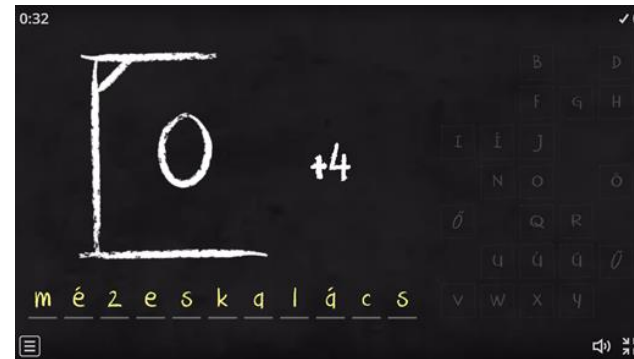 0:32
B D
F G H
I Í J
+4
N O Ó
Ő Q R
U Ú Ü Ű
mézeskalács
V W X Y